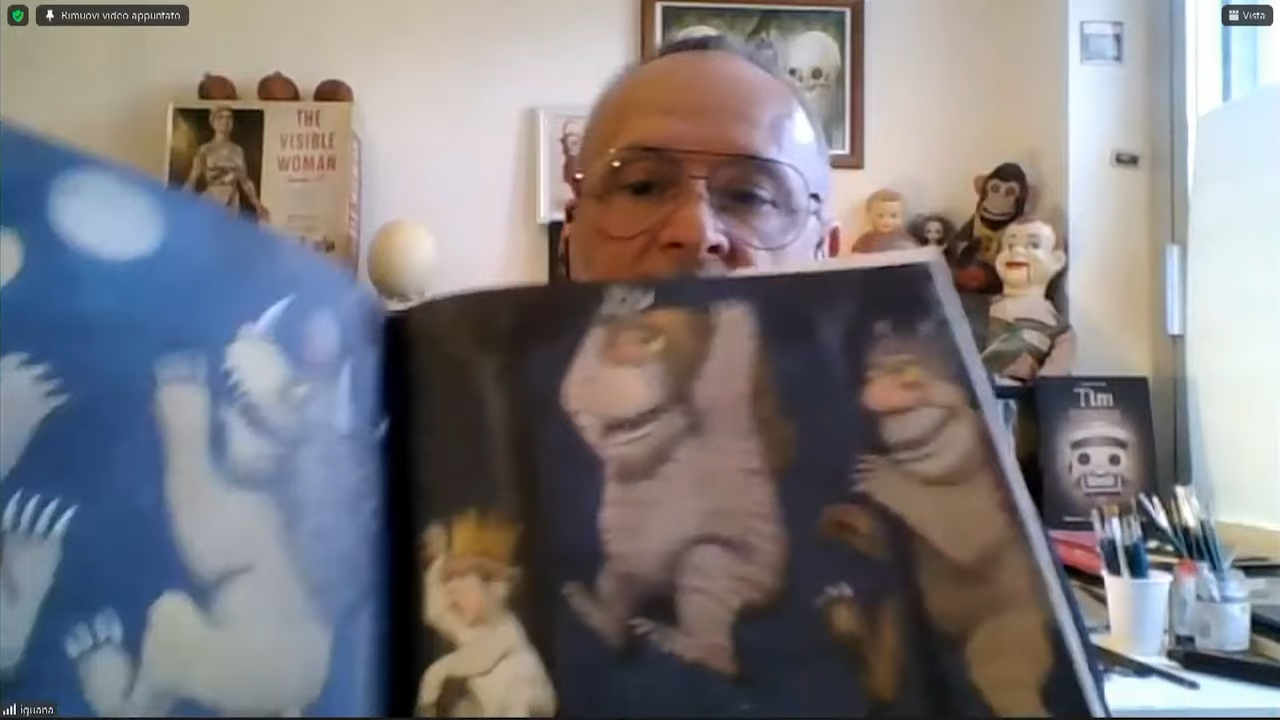 Rimuovi video appuntato
Vista
THE
VISIBLE
WOMAN
Tim
iguana